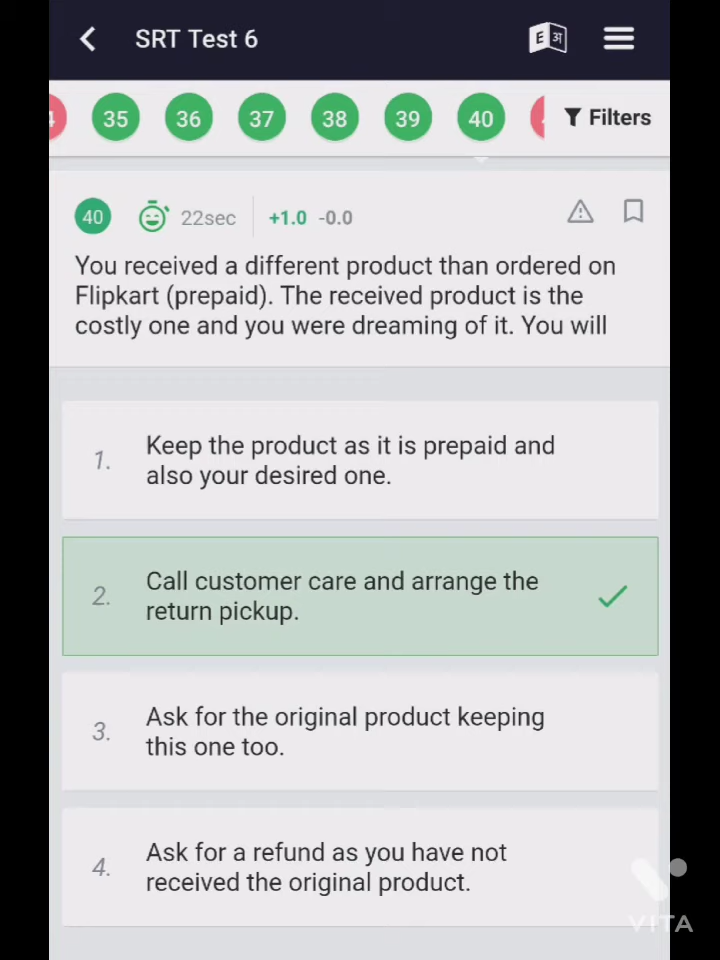 SRT Test 6
E अ
35 36 37 38 39 40 Filters
40 22sec +1.0 -0.0
You received a different product than ordered on
Flipkart (prepaid). The received product is the
costly one and you were dreaming of it. You will
1. Keep the product as it is prepaid and
also your desired one.
2. Call customer care and arrange the
return pickup.
3. Ask for the original product keeping
this one too.
4. Ask for a refund as you have not
received the original product.
VITA